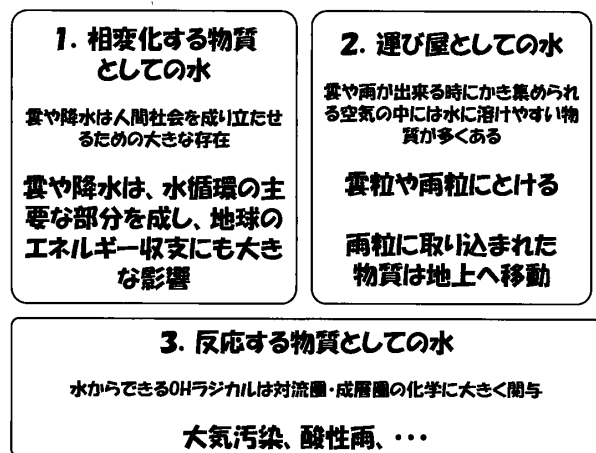 1. 相変化する物質
としての水
雲や降水は人間社会を成り立たせ
るための大きな存在
雲や降水は、水循環の主
要な部分を成し、地球の
エネルギー収支にも大き
な影響
2. 運び屋としての水
雲や雨が出来る時にかき集められ
る空気の中には水に溶けやすい物
質が多くある
雲粒や雨粒にとける
雨粒に取り込まれた
物質は地上へ移動
3. 反応する物質としての水
水からできるOHラジカルは対流圏・成層圏の化学に大きく関与
大気汚染、酸性雨、・・・